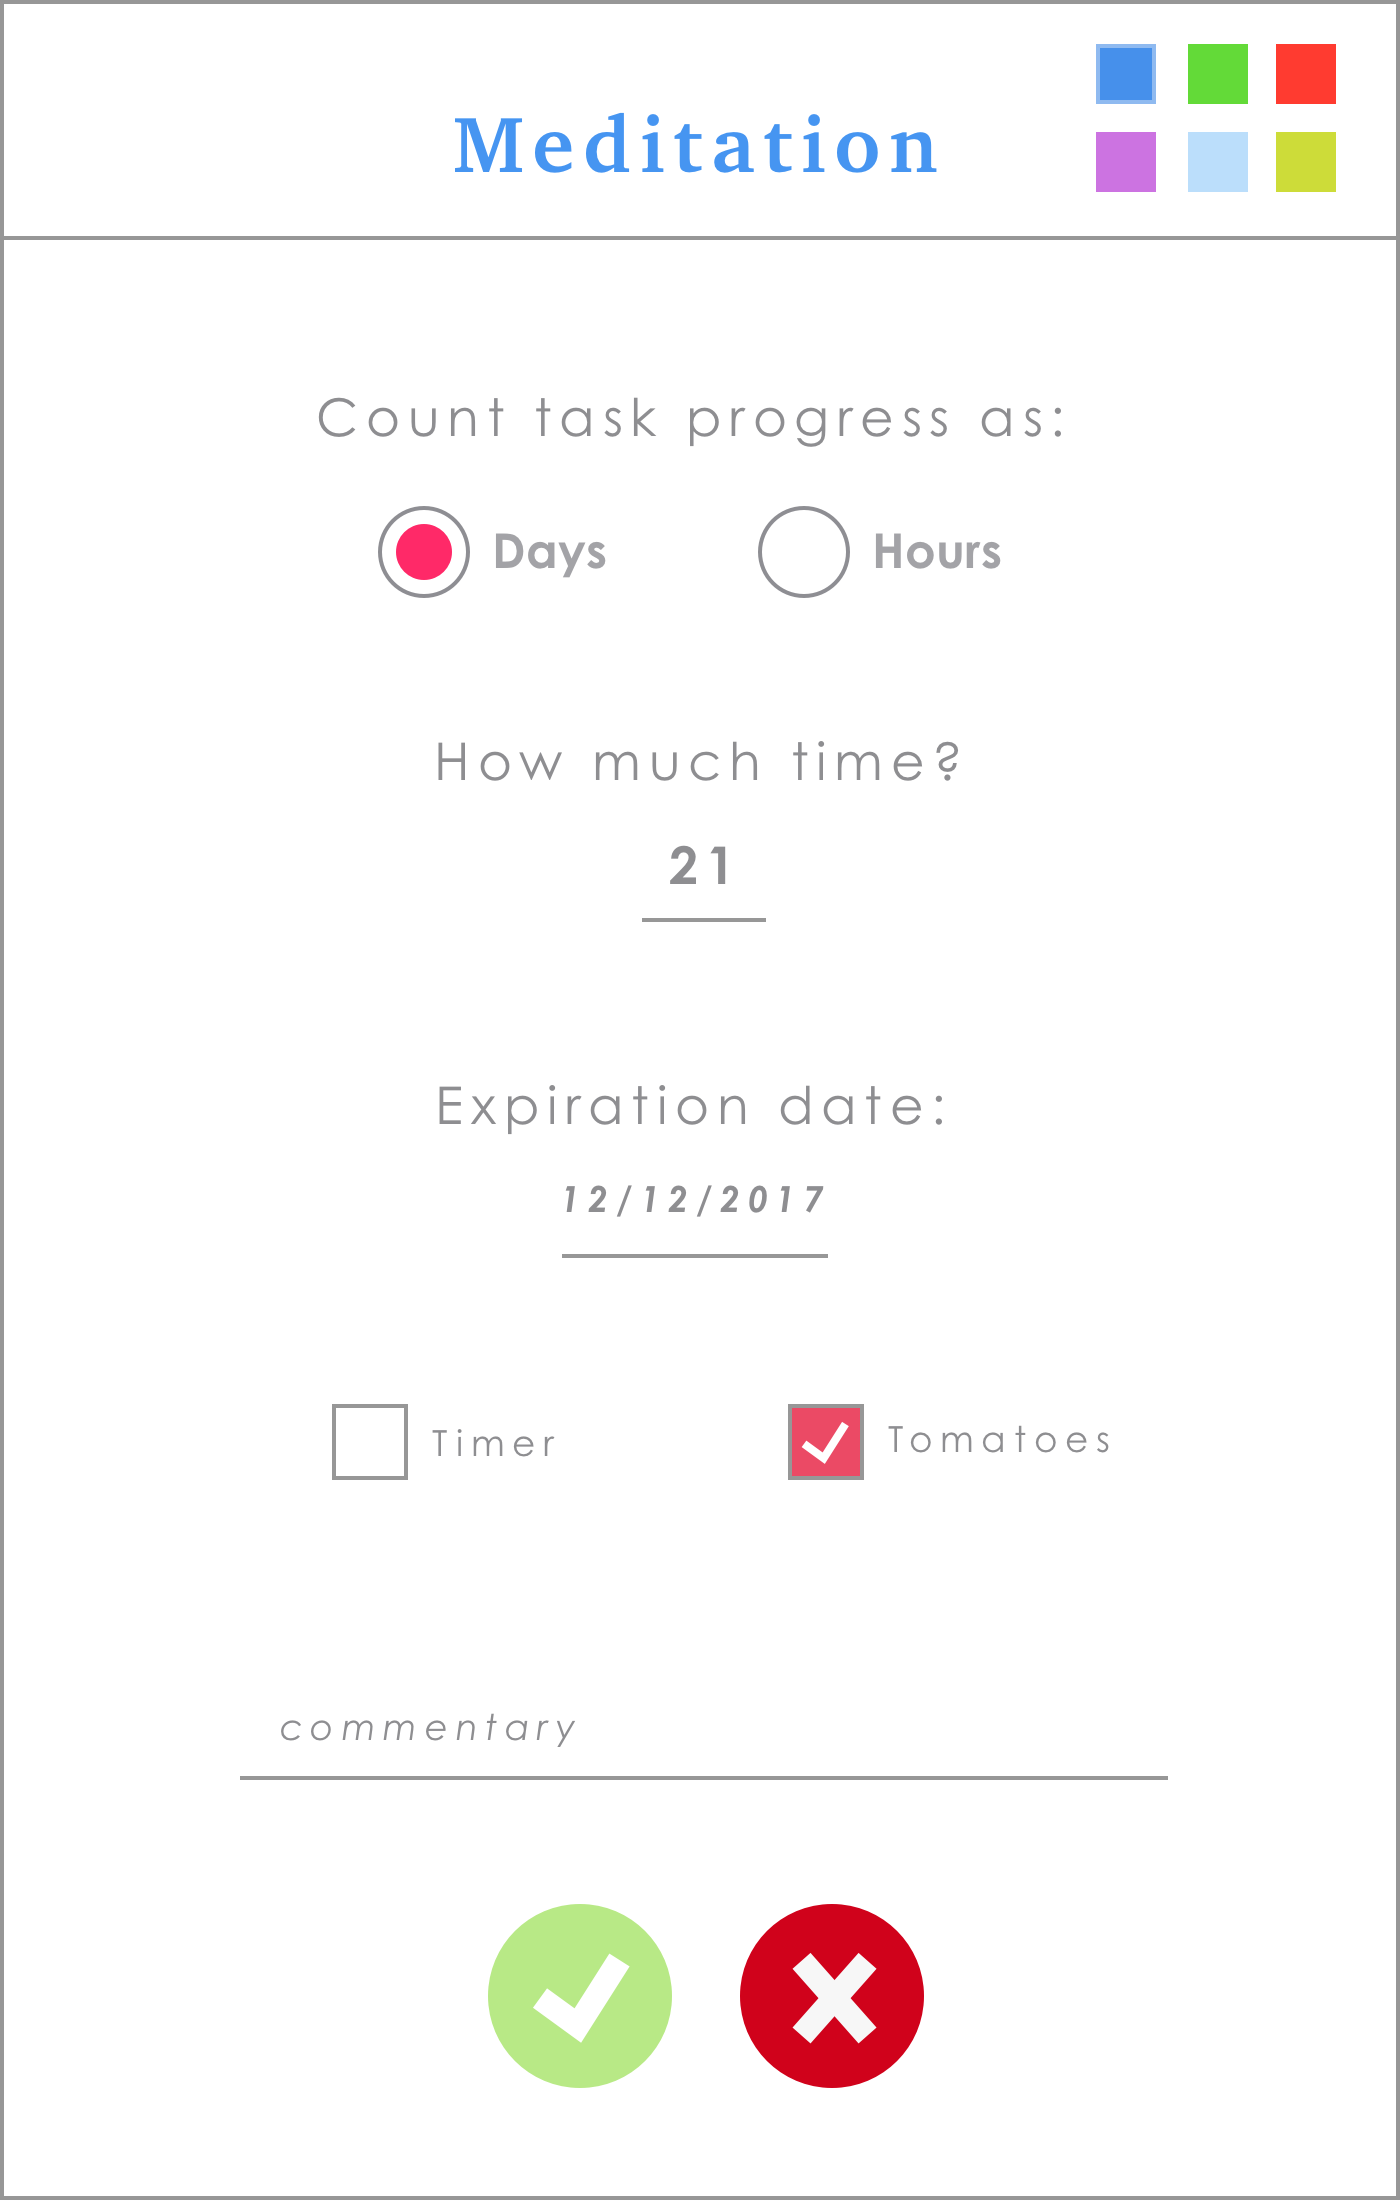 Meditation
Count task progress as:
Days Hours
How much time?
21
Expiration date:
12/12/2017
Timer Tomatoes
commentary